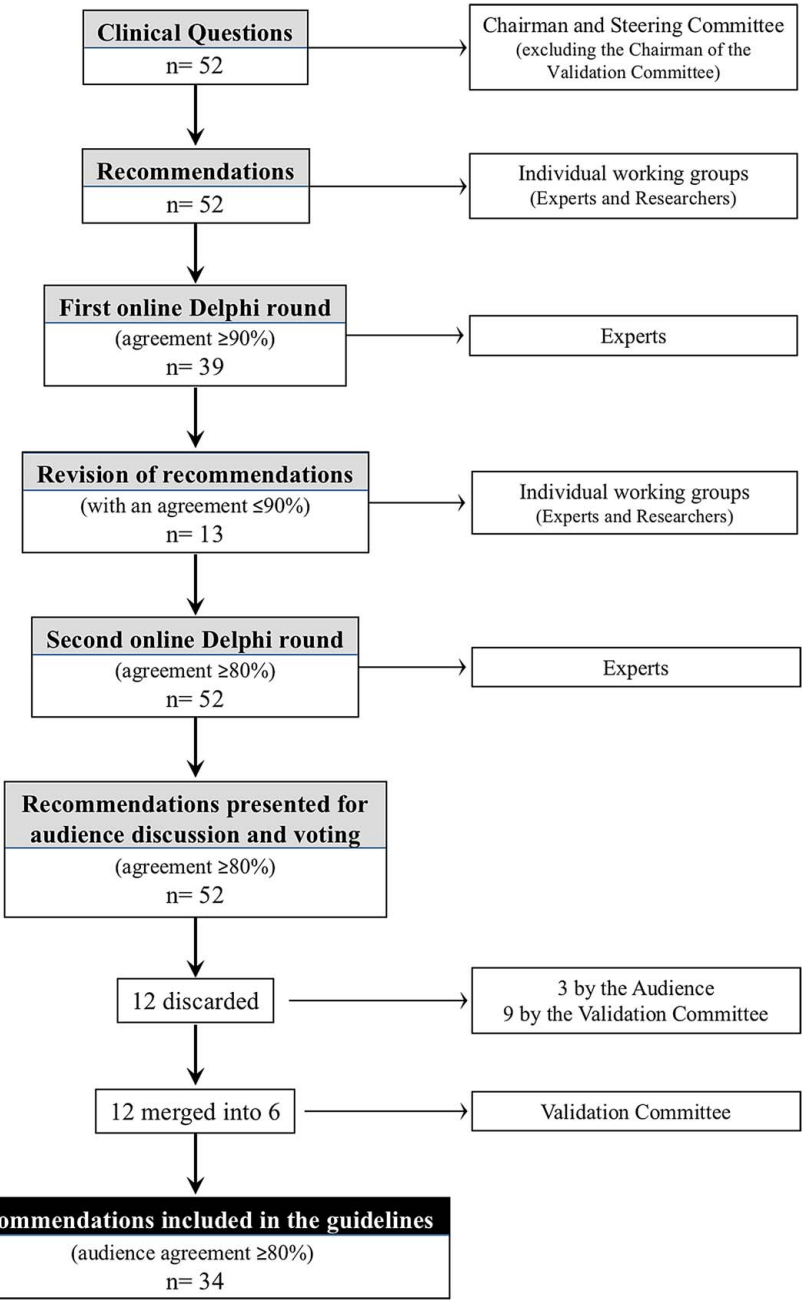 Clinical Questions
n= 52
Chairman and Steering Committee
(excluding the Chairman of the
Validation Committee)
Recommendations
n= 52
Individual working groups
(Experts and Researchers)
First online Delphi round
(agreement ≥90%)
n= 39
Experts
Revision of recommendations
(with an agreement ≤90%)
n= 13
Individual working groups
(Experts and Researchers)
Second online Delphi round
(agreement ≥80%)
n= 52
Experts
Recommendations presented for
audience discussion and voting
(agreement ≥80%)
n= 52
12 discarded
3 by the Audience
9 by the Validation Committee
12 merged into 6
Validation Committee
ommendations included in the guidelines
(audience agreement ≥80%)
n= 34